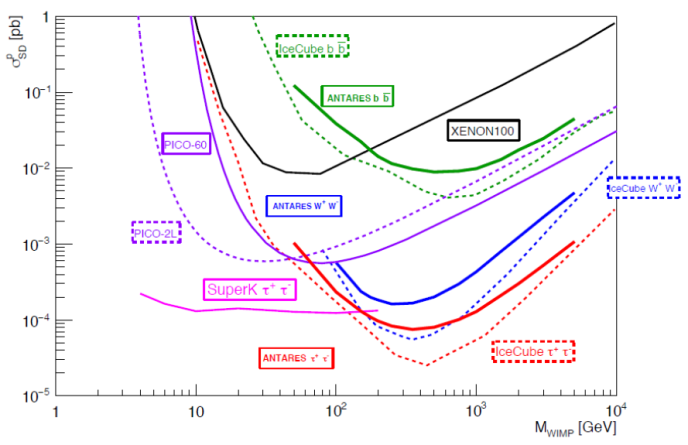 σᵖSD [pb]
1
10⁻¹
10⁻²
10⁻³
10⁻⁴
10⁻⁵
IceCube b b̅
ANTARES b b̅
XENON100
PICO-60
ANTARES W⁺ W⁻
IceCube W⁺ W⁻
PICO-2L
SuperK τ⁺ τ⁻
ANTARES τ⁺ τ⁻
IceCube τ⁺ τ⁻
1
10
10²
10³
10⁴
M_WIMP [GeV]